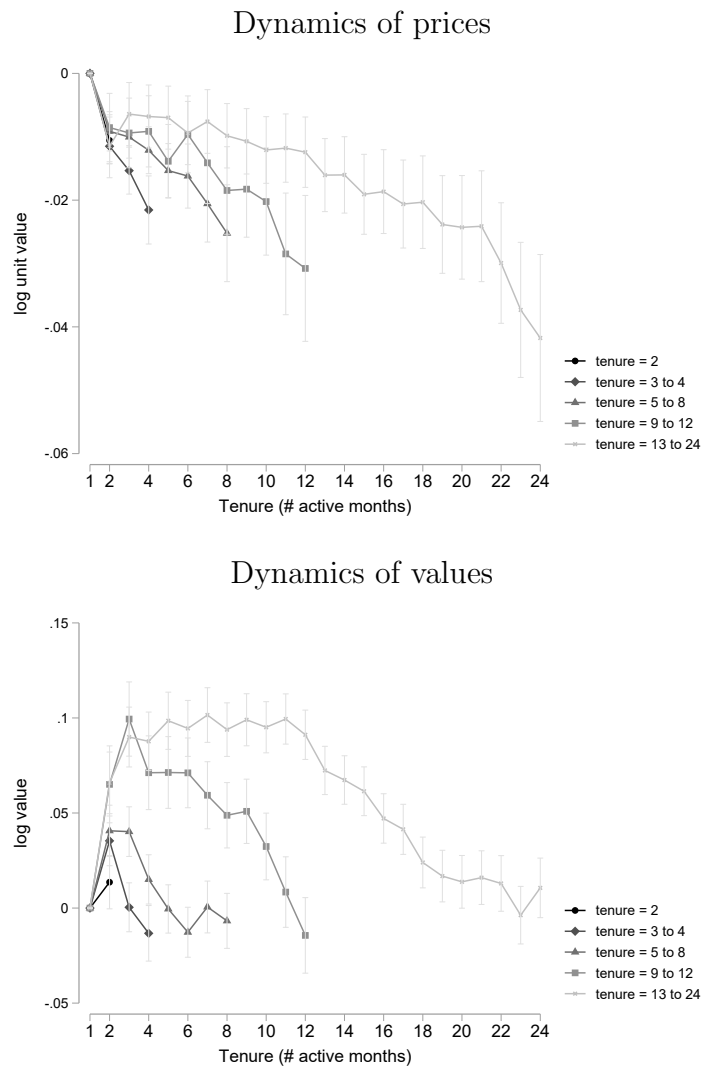 Dynamics of prices
0
-.02
-.04
-.06
log unit value
1 2 4 6 8 10 12 14 16 18 20 22 24
Tenure (# active months)
tenure = 2
tenure = 3 to 4
tenure = 5 to 8
tenure = 9 to 12
tenure = 13 to 24
Dynamics of values
.15
.1
.05
0
-.05
log value
1 2 4 6 8 10 12 14 16 18 20 22 24
Tenure (# active months)
tenure = 2
tenure = 3 to 4
tenure = 5 to 8
tenure = 9 to 12
tenure = 13 to 24